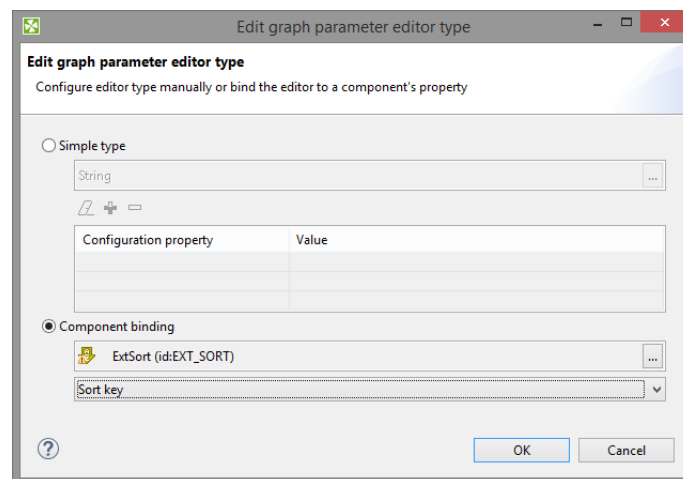 Edit graph parameter editor type
Edit graph parameter editor type
Configure editor type manually or bind the editor to a component's property
Simple type
String
...
Configuration property Value
Component binding
ExtSort (id:EXT_SORT)
...
Sort key
?
OK Cancel